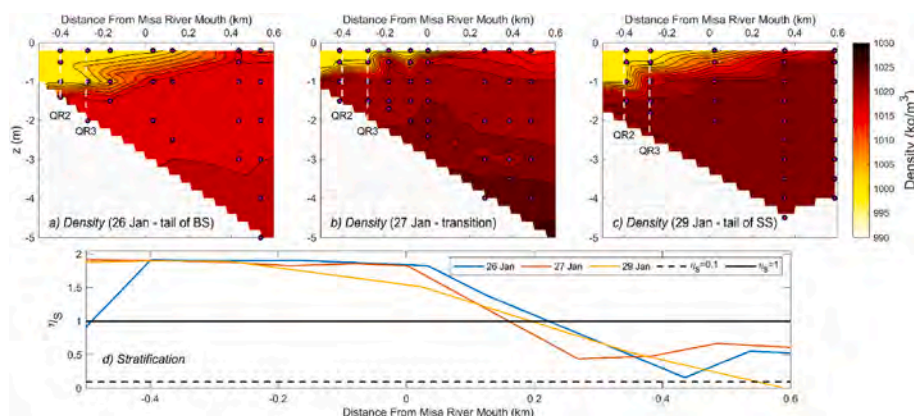 Distance From Misa River Mouth (km)
Distance From Misa River Mouth (km)
Distance From Misa River Mouth (km)
-0.4 -0.2 0 0.2 0.4 0.6
-0.4 -0.2 0 0.2 0.4 0.6
-0.4 -0.2 0 0.2 0.4 0.6
0
-1
-2
-3
-4
-5
z (m)
QR2
QR3
a) Density (26 Jan - tail of BS)
QR2
QR3
b) Density (27 Jan - transition)
QR2
QR3
c) Density (29 Jan - tail of SS)
1030
1025
1020
1015
1010
1005
1000
995
990
Density (kg/m³)
2
1
0.5
0
ηS
26 Jan
27 Jan
29 Jan
ηS=0.1
ηS=1
d) Stratification
-0.4 -0.2 0 0.2 0.4 0.6
Distance From Misa River Mouth (km)